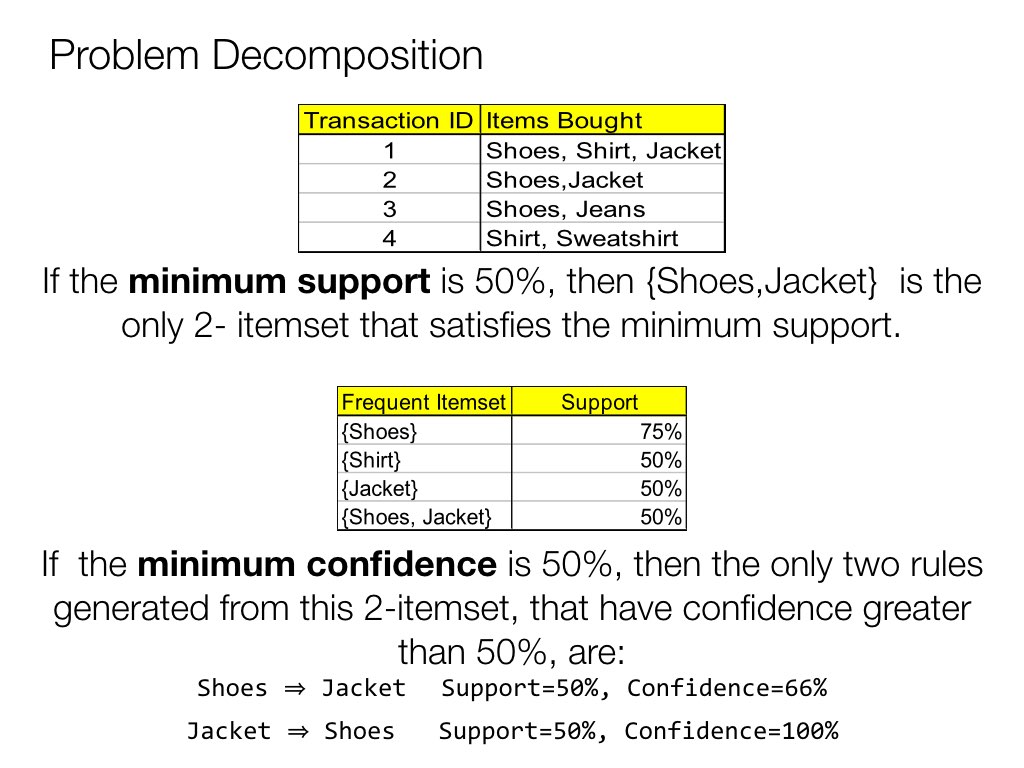 Problem Decomposition
Transaction ID Items Bought
1 Shoes, Shirt, Jacket
2 Shoes,Jacket
3 Shoes, Jeans
4 Shirt, Sweatshirt
If the minimum support is 50%, then {Shoes,Jacket} is the
only 2- itemset that satisfies the minimum support.
Frequent Itemset Support
{Shoes} 75%
{Shirt} 50%
{Jacket} 50%
{Shoes, Jacket} 50%
If the minimum confidence is 50%, then the only two rules
generated from this 2-itemset, that have confidence greater
than 50%, are:
Shoes ⇒ Jacket Support=50%, Confidence=66%
Jacket ⇒ Shoes Support=50%, Confidence=100%